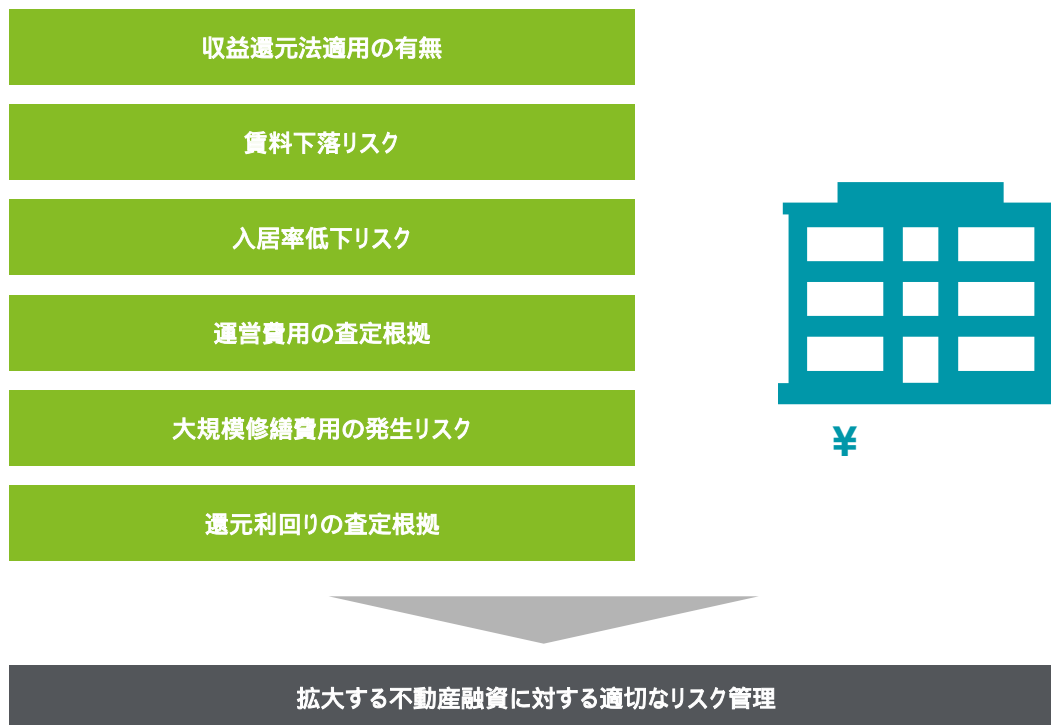 収益還元法適用の有無
賃料下落リスク
入居率低下リスク
運営費用の査定根拠
大規模修繕費用の発生リスク
還元利回りの査定根拠
¥
拡大する不動産融資に対する適切なリスク管理